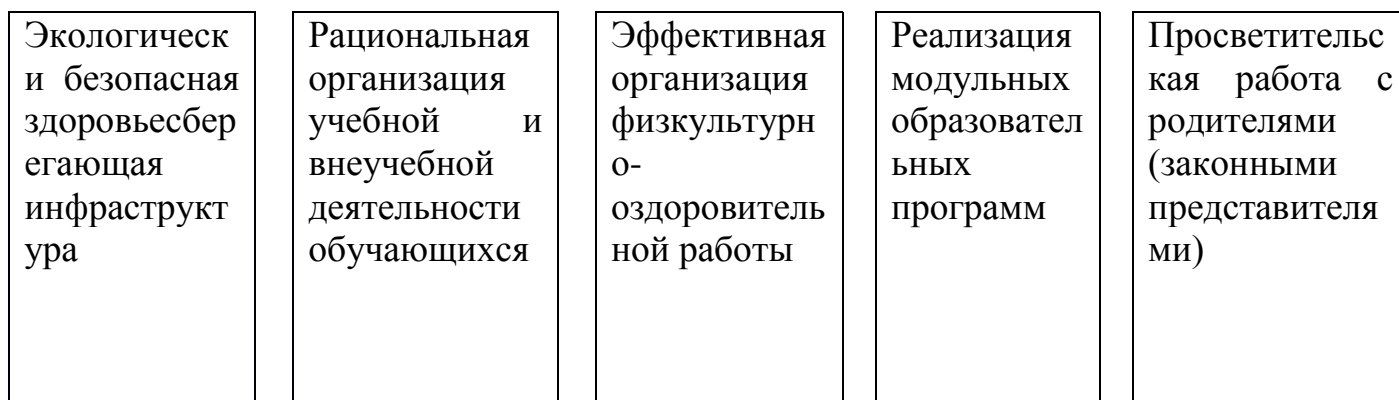 Экологическ
и безопасная
здоровьесбер
егающая
инфраструкт
ура
Рациональная
организация
учебной и
внеучебной
деятельности
обучающихся
Эффективная
организация
физкультурн
о-
оздоровитель
ной работы
Реализация
модульных
образовател
ьных
программ
Просветительс
кая работа с
родителями
(законными
представителя
ми)